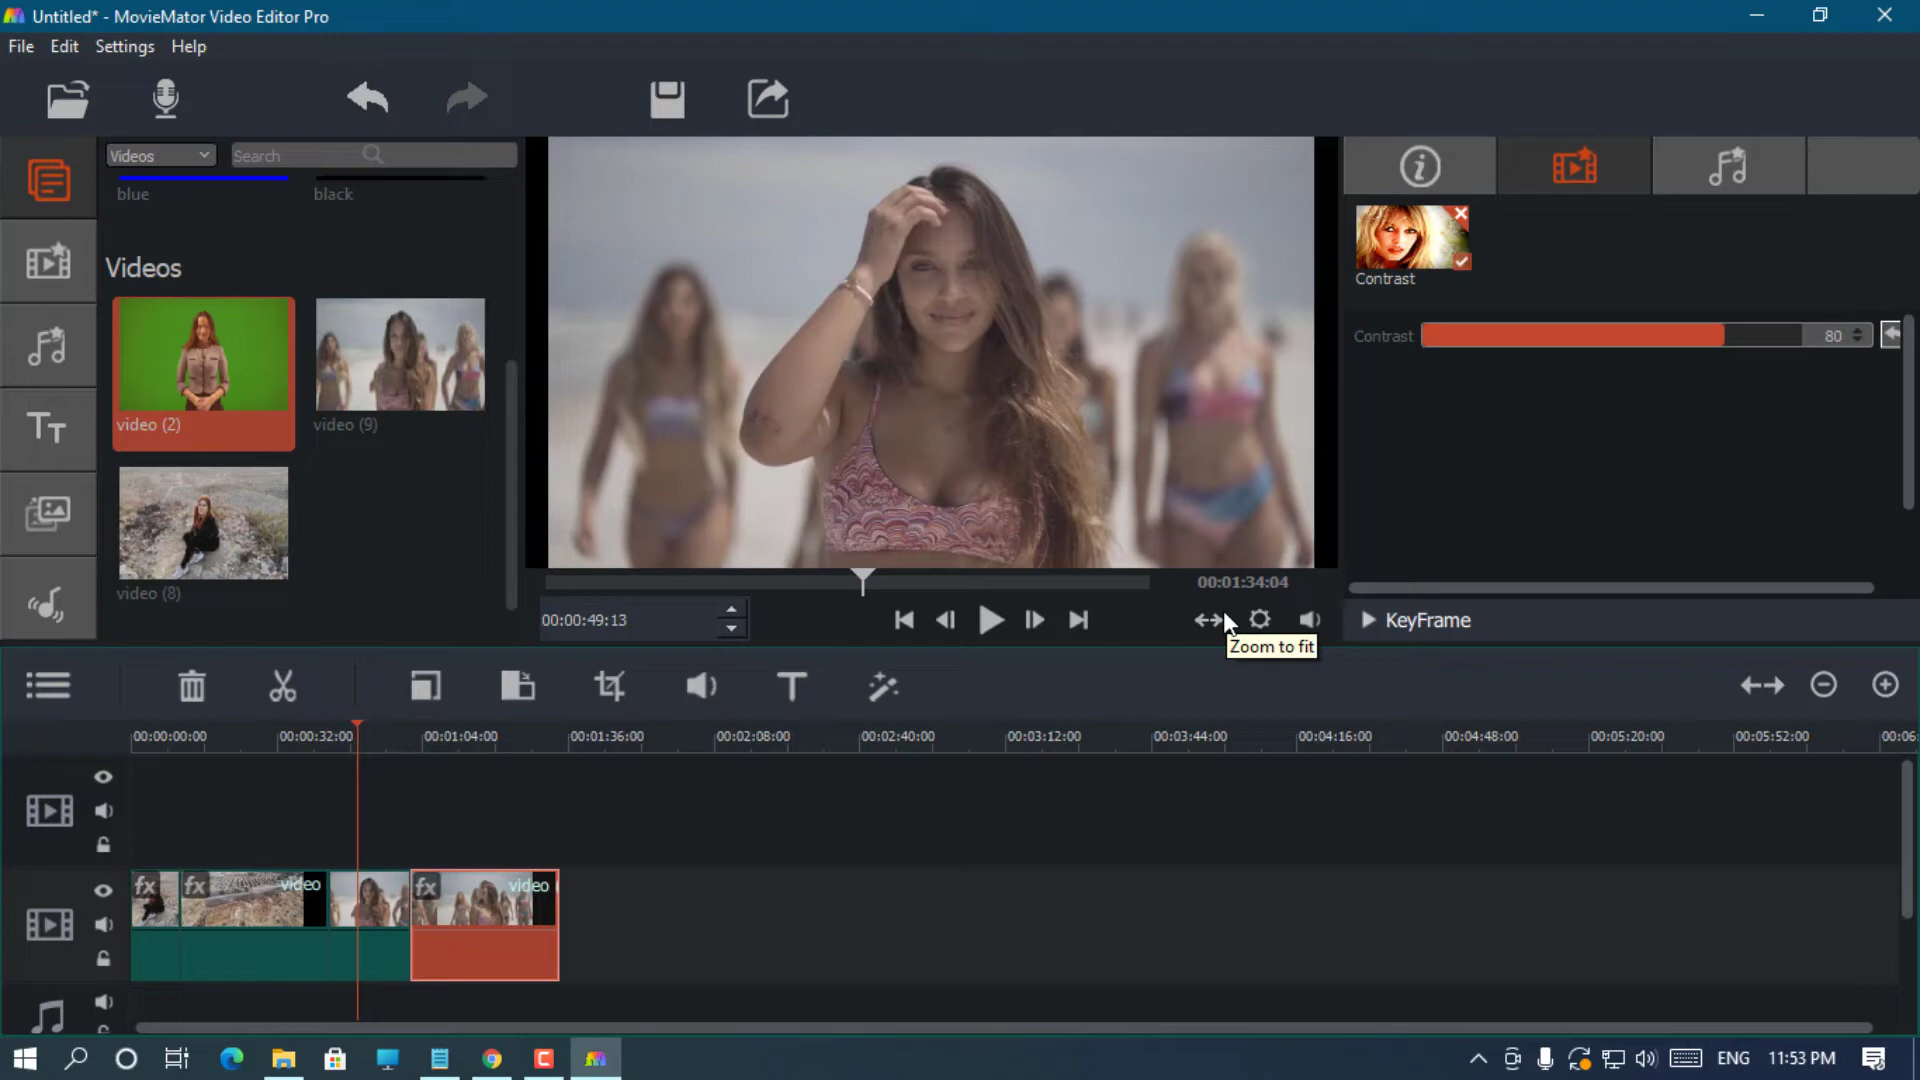 Untitled* - MovieMator Video Editor Pro
File Edit Settings Help
Videos
Search
blue
black
Videos
video (2)
video (9)
video (8)
Contrast
Contrast
80
00:01:34:04
00:00:49:13
Zoom to fit
KeyFrame
00:00:00:00
00:00:32:00
00:01:04:00
00:01:36:00
00:02:08:00
00:02:40:00
00:03:12:00
00:03:44:00
00:04:16:00
00:04:48:00
00:05:20:00
00:05:52:00
00:06:
fx
fx
video
fx
video (
ENG
11:53 PM